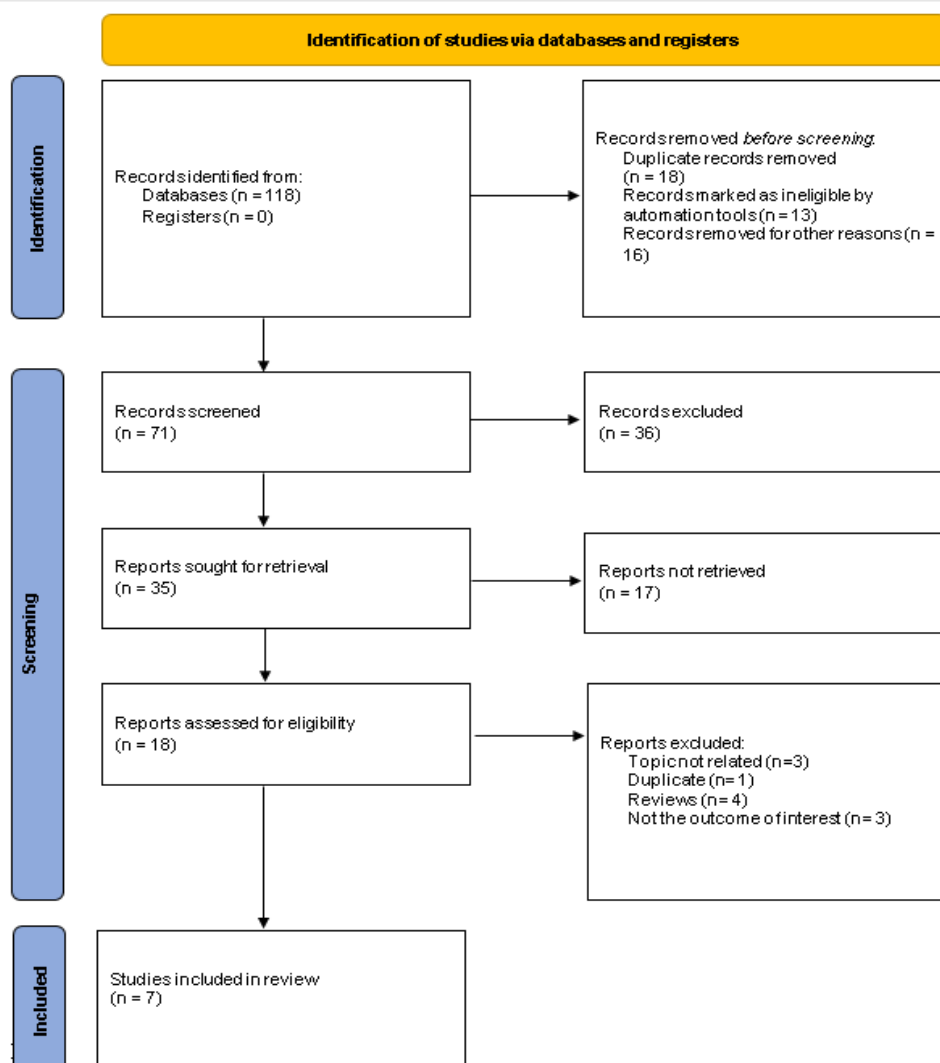 Identification of studies via databases and registers
Identification
Records identified from:
Databases (n = 118)
Registers (n = 0)
Records removed before screening:
Duplicate records removed
(n = 18)
Records marked as ineligible by
automation tools (n = 13)
Records removed for other reasons (n =
16)
Screening
Records screened
(n = 71)
Records excluded
(n = 36)
Reports sought for retrieval
(n = 35)
Reports not retrieved
(n = 17)
Reports assessed for eligibility
(n = 18)
Reports excluded:
Topic not related (n=3)
Duplicate (n= 1)
Reviews (n= 4)
Not the outcome of interest (n= 3)
Included
Studies included in review
(n = 7)